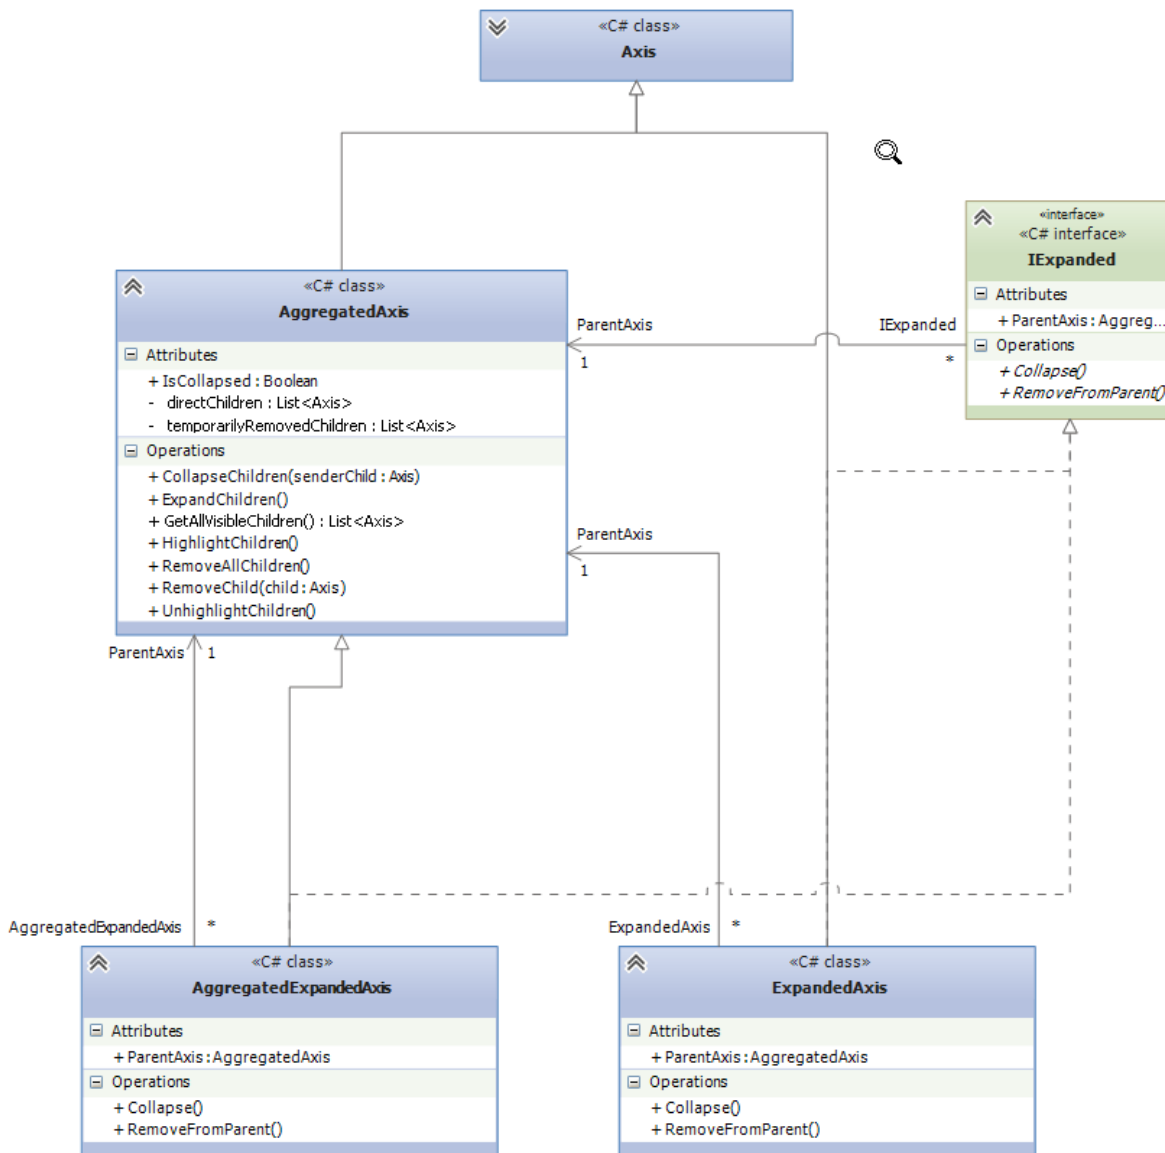 «C# class»
Axis
«interface»
«C# interface»
IExpanded
Attributes
+ ParentAxis : Aggreg...
Operations
+ Collapse()
+ RemoveFromParent()
«C# class»
AggregatedAxis
Attributes
+ IsCollapsed : Boolean
- directChildren : List<Axis>
- temporarilyRemovedChildren : List<Axis>
Operations
+ CollapseChildren(senderChild : Axis)
+ ExpandChildren()
+ GetAllVisibleChildren() : List<Axis>
+ HighlightChildren()
+ RemoveAllChildren()
+ RemoveChild(child : Axis)
+ UnhighlightChildren()
ParentAxis
1
IExpanded
*
ParentAxis
1
ParentAxis
1
AggregatedExpandedAxis
*
ExpandedAxis
*
«C# class»
AggregatedExpandedAxis
Attributes
+ ParentAxis : AggregatedAxis
Operations
+ Collapse()
+ RemoveFromParent()
«C# class»
ExpandedAxis
Attributes
+ ParentAxis : AggregatedAxis
Operations
+ Collapse()
+ RemoveFromParent()